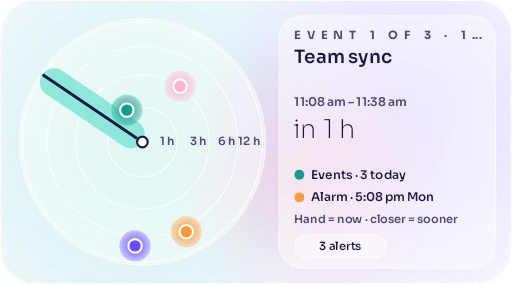 EVENT 1 OF 3 · 1…
Team sync
11:08 am – 11:38 am
in 1 h
1 h 3 h 6 h 12 h
Events · 3 today
Alarm · 5:08 pm Mon
Hand = now · closer = sooner
3 alerts